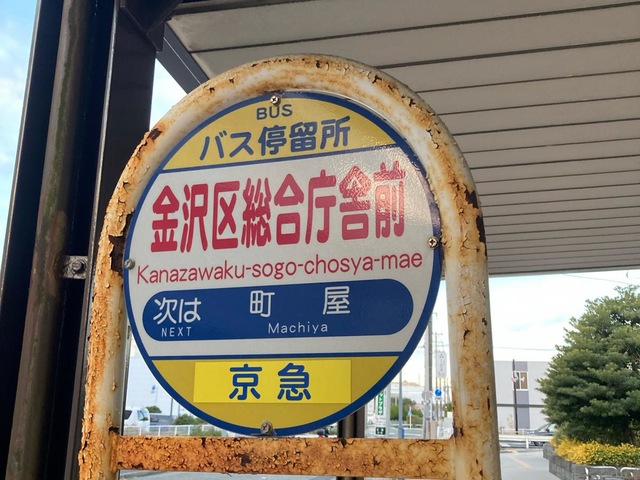 BUS
バス停留所
金沢区総合庁舎前
Kanazawaku-sogo-chosya-mae
次は 町屋
NEXT Machiya
京急